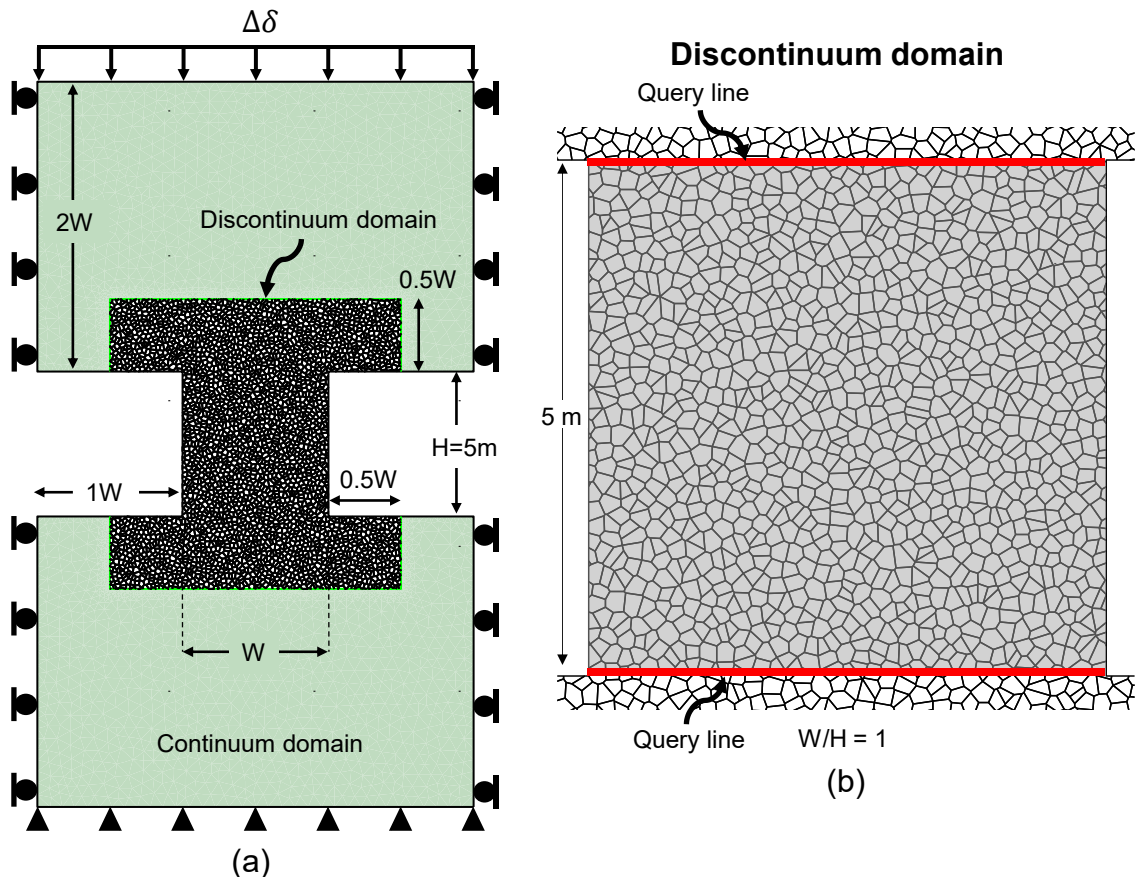 Δδ
2W
Discontinuum domain
0.5W
H=5m
1W
0.5W
W
Continuum domain
(a)
Discontinuum domain
Query line
5 m
Query line
W/H = 1
(b)